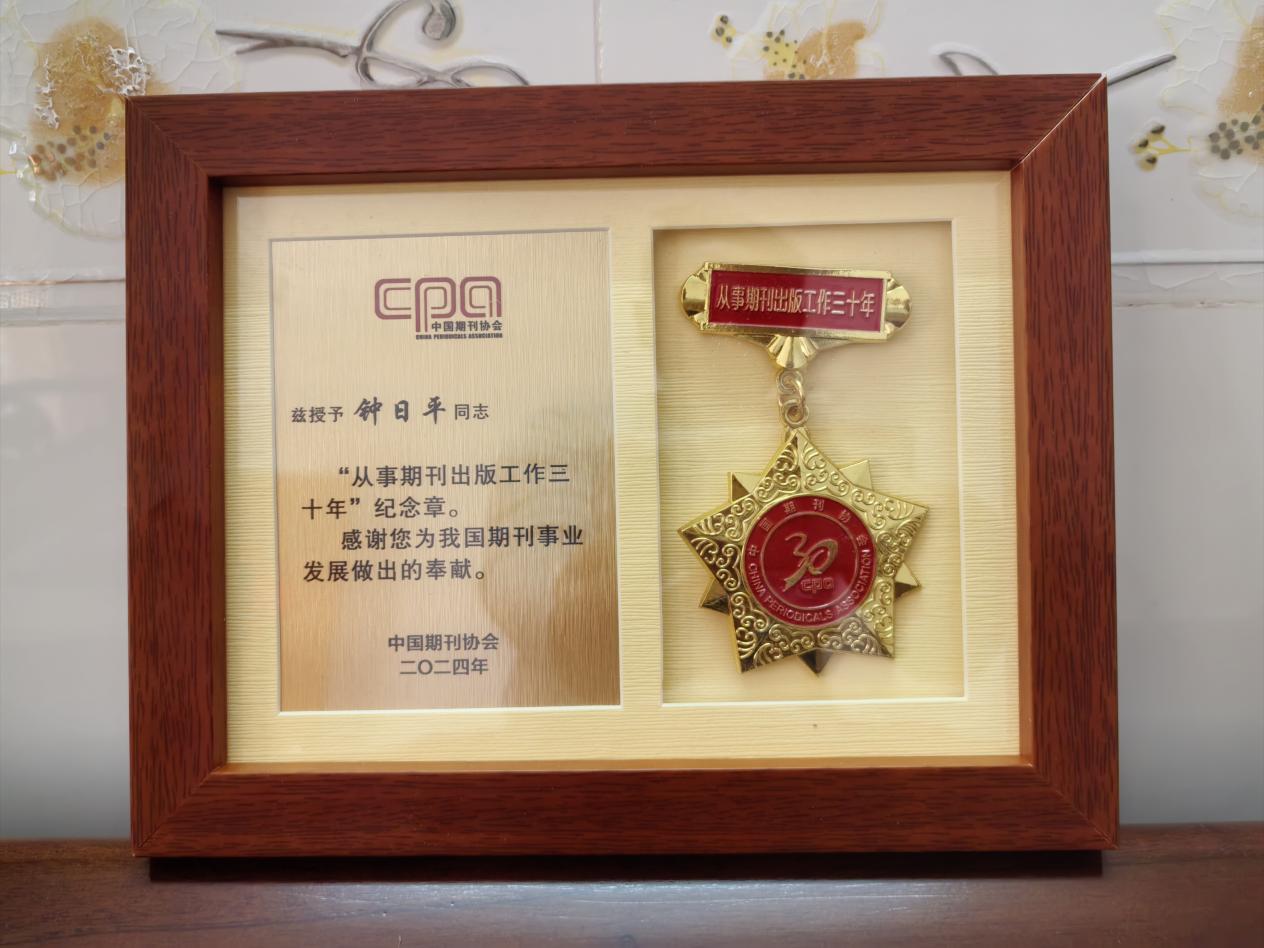 cpa
中国期刊协会
CHINA PERIODICALS ASSOCIATION
兹授予 钟日平 同志
“从事期刊出版工作三
十年”纪念章。
感谢您为我国期刊事业
发展做出的奉献。
中国期刊协会
二〇二四年
从事期刊出版工作三十年
中国期刊协会
30
cpa
CHINA PERIODICALS ASSOCIATION